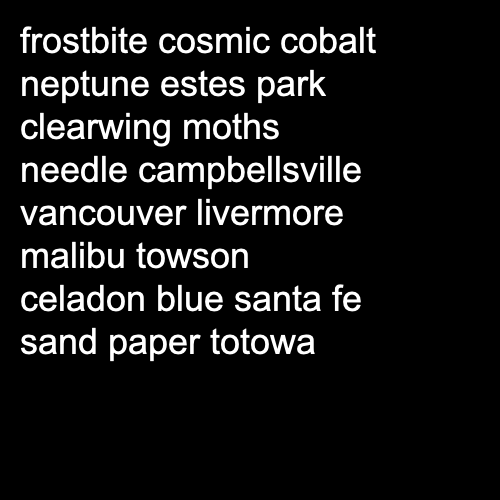 frostbite cosmic cobalt
neptune estes park
clearwing moths
needle campbellsville
vancouver livermore
malibu towson
celadon blue santa fe
sand paper totowa